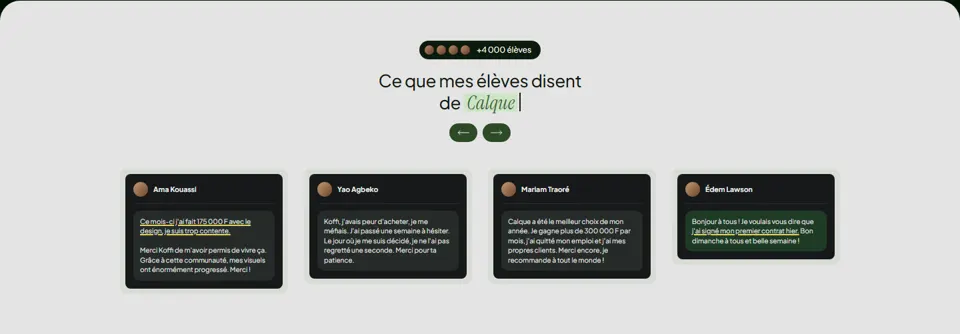 +4 000 élèves
Ce que mes élèves disent
de Calque
Ama Kouassi
Ce mois-ci j'ai fait 175 000 F avec le
design, je suis trop contente.
Merci Koffi de m'avoir permis de vivre ça.
Grâce à cette communauté, mes visuels
ont énormément progressé. Merci !
Yao Agbeko
Koffi, j'avais peur d'acheter, je me
méfiais. J'ai passé une semaine à hésiter.
Le jour où je me suis décidé, je ne l'ai pas
regretté une seconde. Merci pour ta
patience.
Mariam Traoré
Calque a été le meilleur choix de mon
année. Je gagne plus de 300 000 F par
mois, j'ai quitté mon emploi et j'ai mes
propres clients. Merci encore, je
recommande à tout le monde !
Édem Lawson
Bonjour à tous ! Je voulais vous dire que
j'ai signé mon premier contrat hier. Bon
dimanche à tous et belle semaine !